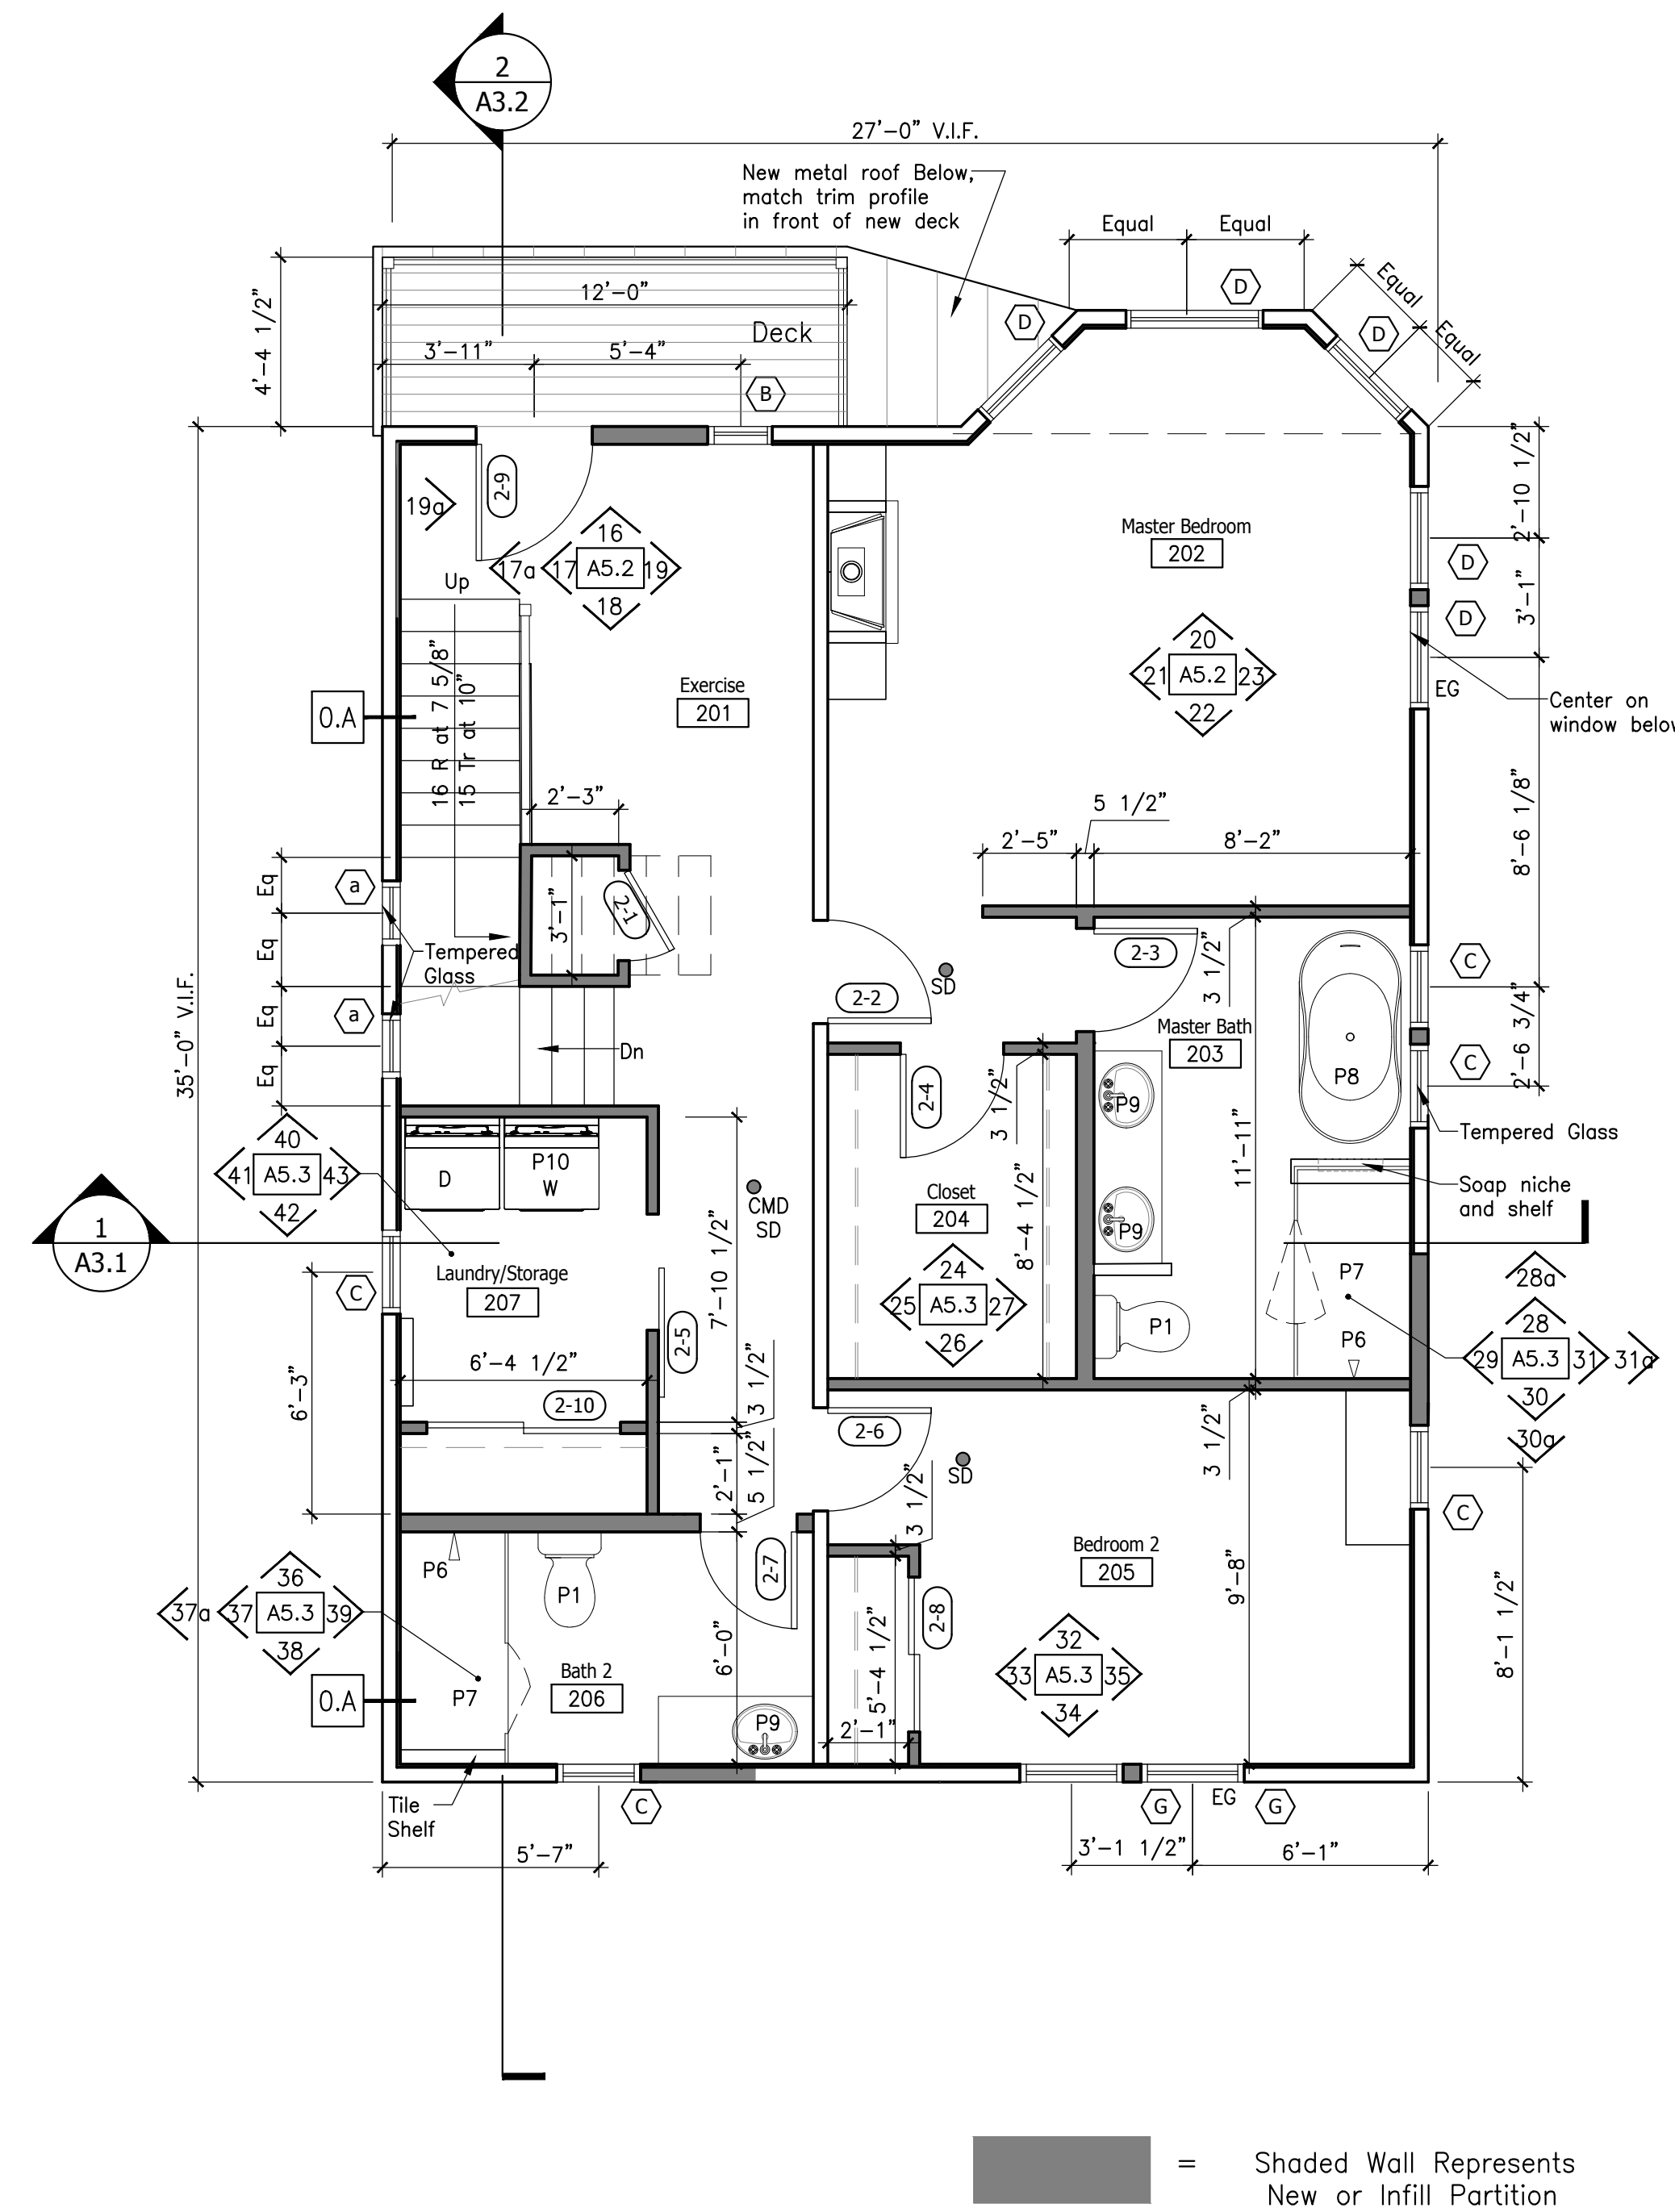 2
A3.2
27'-0" V.I.F.
New metal roof Below,
match trim profile
in front of new deck
Equal
Equal
D
Equal
D
Equal
D
4'-4 1/2"
12'-0"
Deck
3'-11"
5'-4"
B
2-9
19a
16
17a
17
A5.2
19
18
Up
16 R at 7 5/8"
15 Tr at 10"
Exercise
201
0.A
Master Bedroom
202
20
21
A5.2
23
22
2'-10 1/2"
D
3'-1"
D
EG
Center on
window below
8'-6 1/8"
5 1/2"
2'-5"
8'-2"
2'-3"
3'-1"
2-1
Eq
a
Eq
Tempered
Glass
Eq
a
Eq
35'-0" V.I.F.
Dn
2-2
SD
2-3
3 1/2"
Master Bath
203
C
2'-6 3/4"
C
P8
Tempered Glass
Soap niche
and shelf
2-4
3 1/2"
P9
P9
11'-11"
Closet
204
8'-4 1/2"
24
25
A5.3
27
26
P1
P7
P6
28a
28
29
A5.3
31
31a
30
30a
40
41
A5.3
43
42
D
P10
W
CMD
SD
1
A3.1
Laundry/Storage
207
C
7'-10 1/2"
6'-3"
6'-4 1/2"
2-5
2-10
3 1/2"
2'-1"
5 1/2"
2-6
SD
3 1/2"
3 1/2"
C
Bedroom 2
205
9'-8"
8'-1 1/2"
2-7
2-8
P6
P1
36
37a
37
A5.3
39
38
6'-0"
5'-4 1/2"
Bath 2
206
P7
0.A
P9
2'-1"
32
33
A5.3
35
34
Tile
Shelf
C
G
EG
G
5'-7"
3'-1 1/2"
6'-1"
=
Shaded Wall Represents
New or Infill Partition